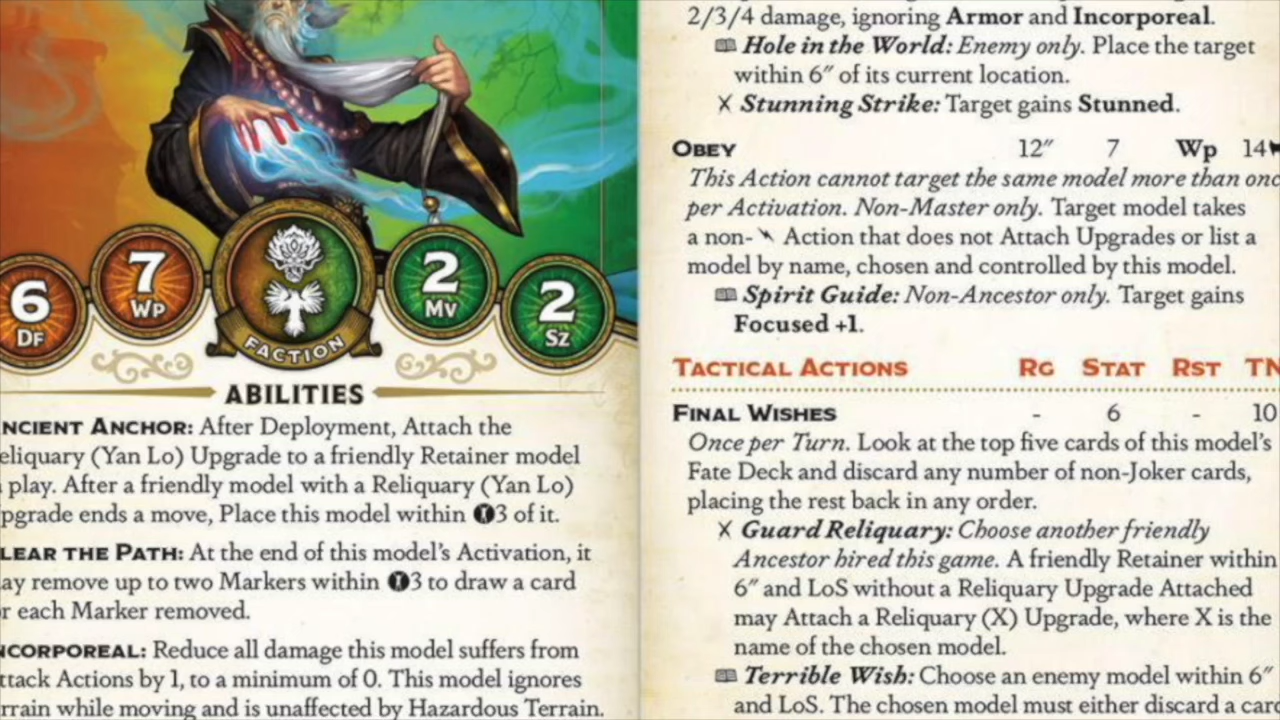 6
DF
7
WP
FACTION
2
MV
2
SZ
ABILITIES
NCIENT ANCHOR: After Deployment, Attach the
eliquary (Yan Lo) Upgrade to a friendly Retainer model
play. After a friendly model with a Reliquary (Yan Lo)
pgrade ends a move, Place this model within 3 of it.
LEAR THE PATH: At the end of this model's Activation, it
ay remove up to two Markers within 3 to draw a card
r each Marker removed.
NCORPOREAL: Reduce all damage this model suffers from
ttack Actions by 1, to a minimum of 0. This model ignores
rrain while moving and is unaffected by Hazardous Terrain.
2/3/4 damage, ignoring Armor and Incorporeal.
Hole in the World: Enemy only. Place the target
within 6″ of its current location.
Stunning Strike: Target gains Stunned.
OBEY 12″ 7 Wp 14
This Action cannot target the same model more than onc
per Activation. Non-Master only. Target model takes
a non- Action that does not Attach Upgrades or list a
model by name, chosen and controlled by this model.
Spirit Guide: Non-Ancestor only. Target gains
Focused +1.
TACTICAL ACTIONS RG STAT RST TN
FINAL WISHES - 6 - 10
Once per Turn. Look at the top five cards of this model's
Fate Deck and discard any number of non-Joker cards,
placing the rest back in any order.
X Guard Reliquary: Choose another friendly
Ancestor hired this game. A friendly Retainer within
6″ and LoS without a Reliquary Upgrade Attached
may Attach a Reliquary (X) Upgrade, where X is the
name of the chosen model.
Terrible Wish: Choose an enemy model within 6″
and LoS. The chosen model must either discard a card